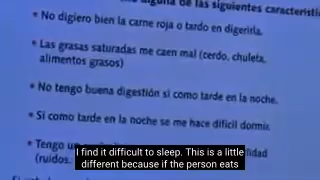 alguna de las siguientes característic
* No digiero bien la carne roja o tardo en digerirla.
* Las grasas saturadas me caen mal (cerdo, chuleta,
alimentos grasos)
* No tengo buena digestión si como tarde en la noche.
* Si como tarde en la noche se me hace difícil dormir.
* Tengo un
ilidad
(ruidos.
I find it difficult to sleep. This is a little
different because if the person eats